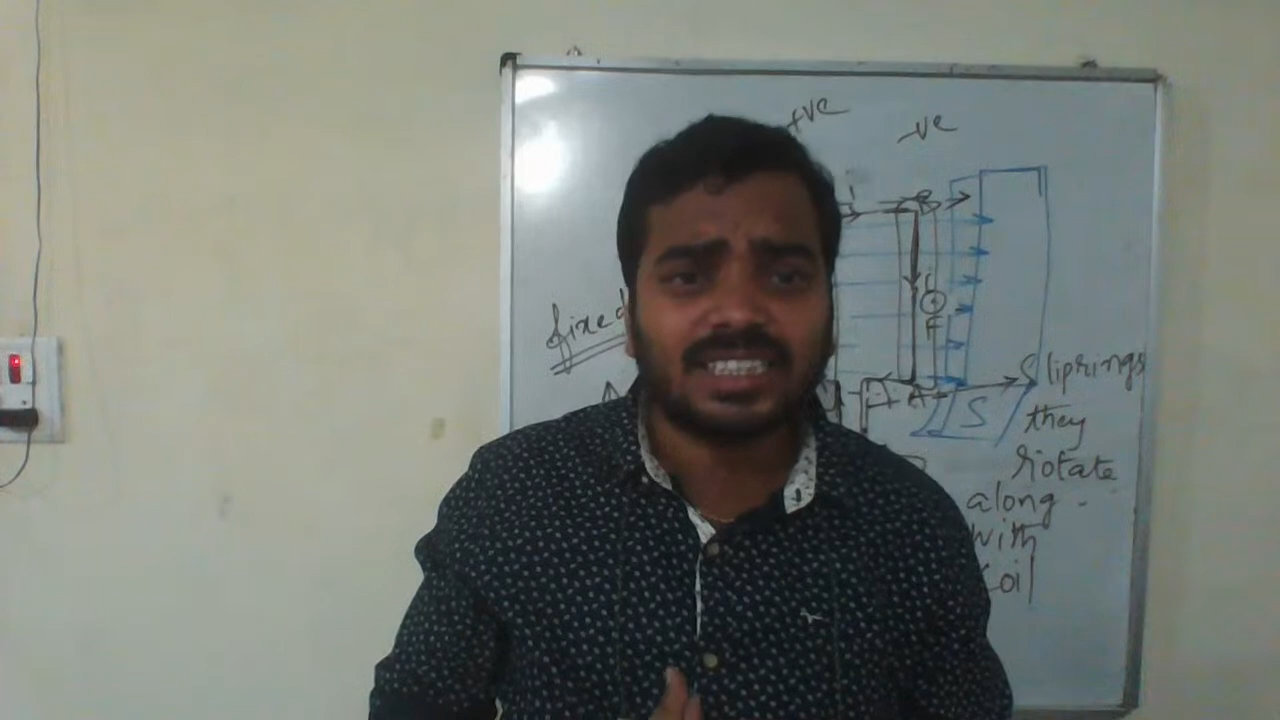 +ve
-ve
i
B
fixed
F
A
S
Sliprings
they
rotate
along
with
coil